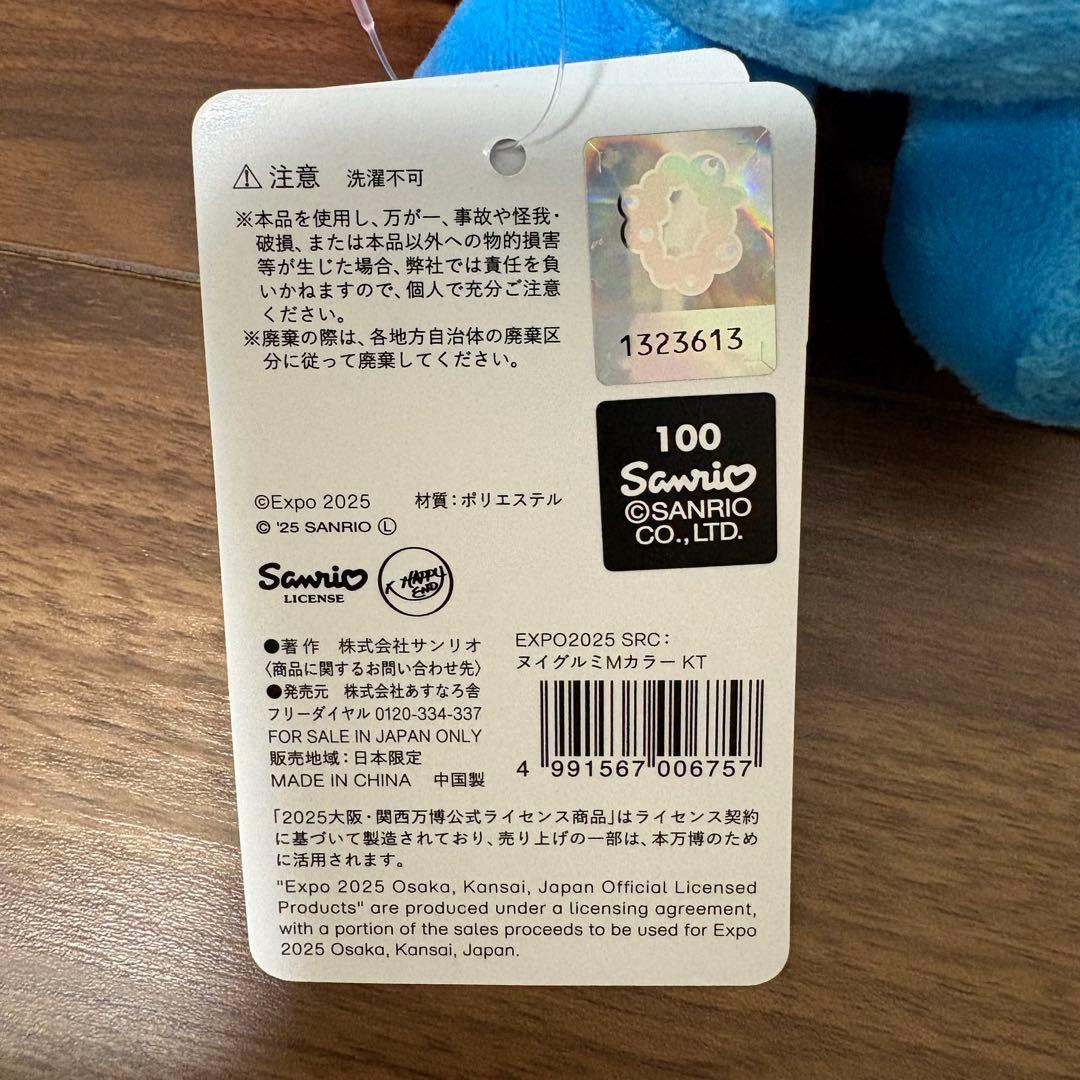 ⚠注意 洗濯不可
※本品を使用し、万が一、事故や怪我・
破損、または本品以外への物的損害
等が生じた場合、弊社では責任を負
いかねますので、個人で充分ご注意
ください。
※廃棄の際は、各地方自治体の廃棄区
分に従って廃棄してください。
1323613
100
Sanrio
©SANRIO
CO.,LTD.
©Expo 2025 材質:ポリエステル
© '25 SANRIO Ⓛ
Sanrio
LICENSE
K HAPPY
END
●著作 株式会社サンリオ
〈商品に関するお問い合わせ先〉
●発売元 株式会社あすなろ舎
フリーダイヤル 0120-334-337
FOR SALE IN JAPAN ONLY
販売地域:日本限定
MADE IN CHINA 中国製
EXPO2025 SRC:
ヌイグルミMカラー KT
4 991567 006757
「2025大阪・関西万博公式ライセンス商品」はライセンス契約
に基づいて製造されており、売り上げの一部は、本万博のため
に活用されます。
"Expo 2025 Osaka, Kansai, Japan Official Licensed
Products" are produced under a licensing agreement,
with a portion of the sales proceeds to be used for Expo
2025 Osaka, Kansai, Japan.